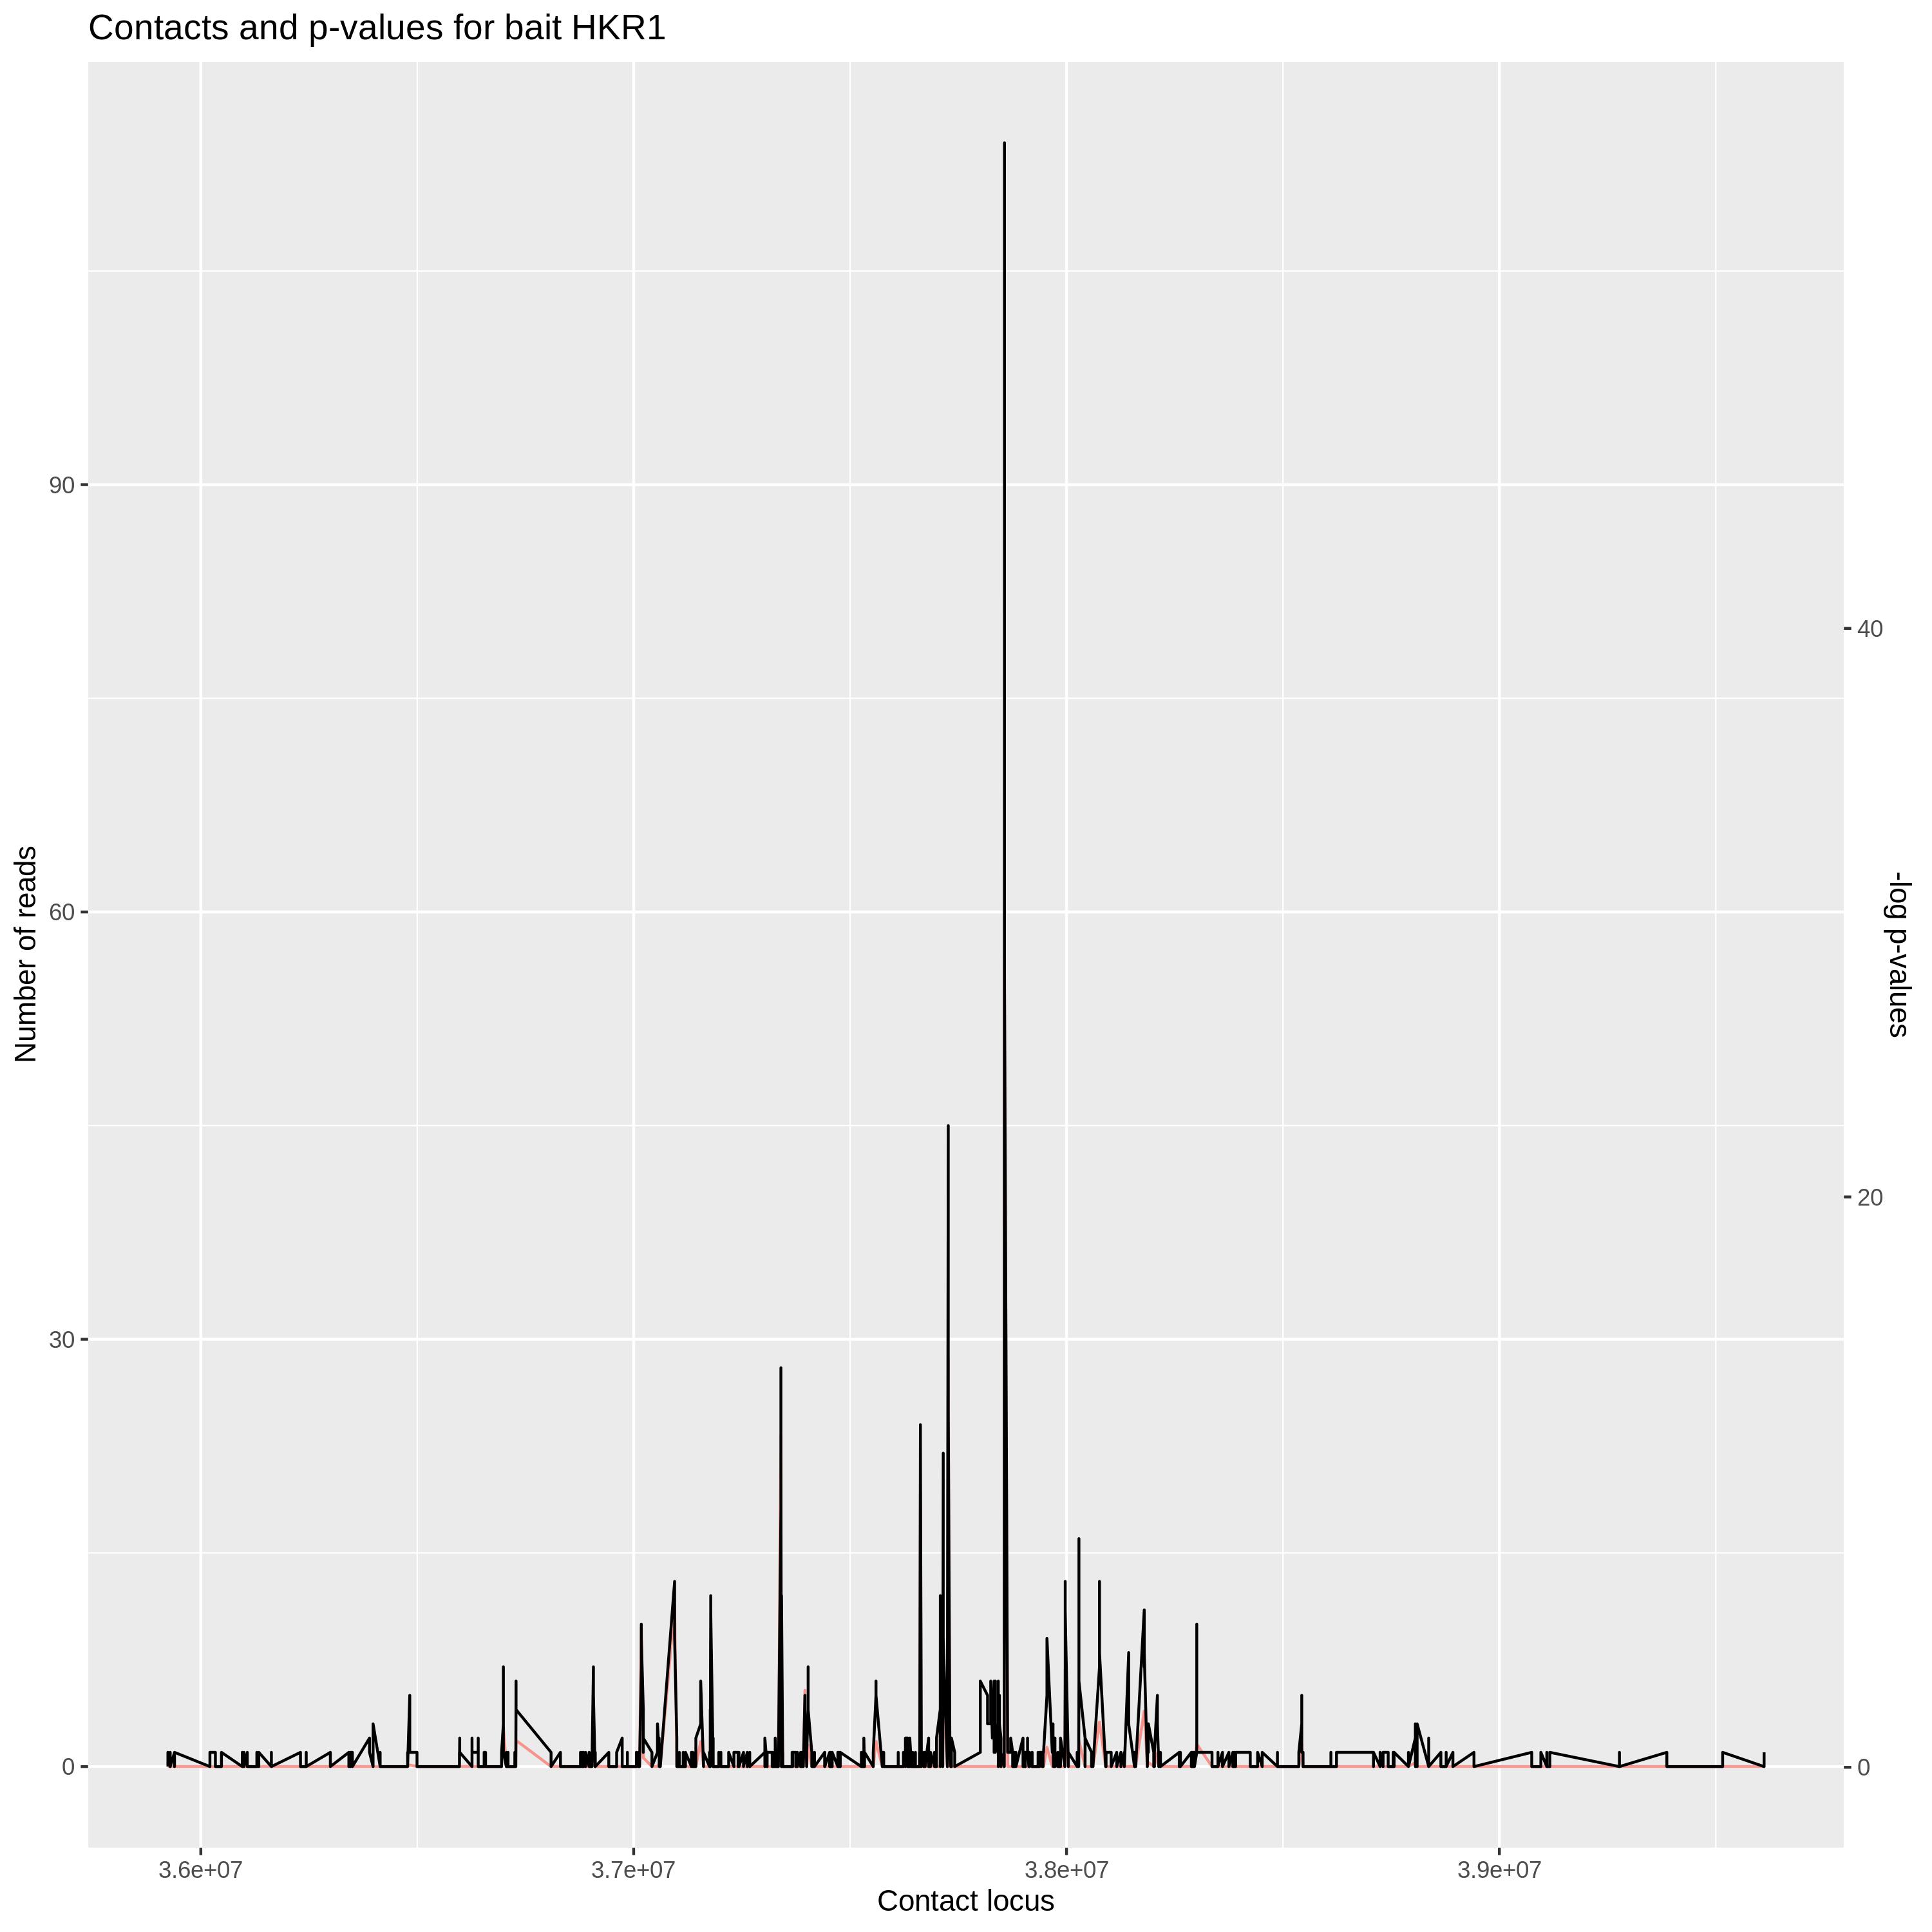 Contacts and p-values for bait HKR1
90
60
30
0
Number of reads
40
20
0
-log p-values
3.6e+07
3.7e+07
3.8e+07
3.9e+07
Contact locus